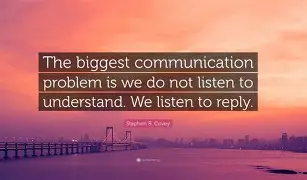 The biggest communication
problem is we do not listen to
understand. We listen to reply.
Stephen R. Covey